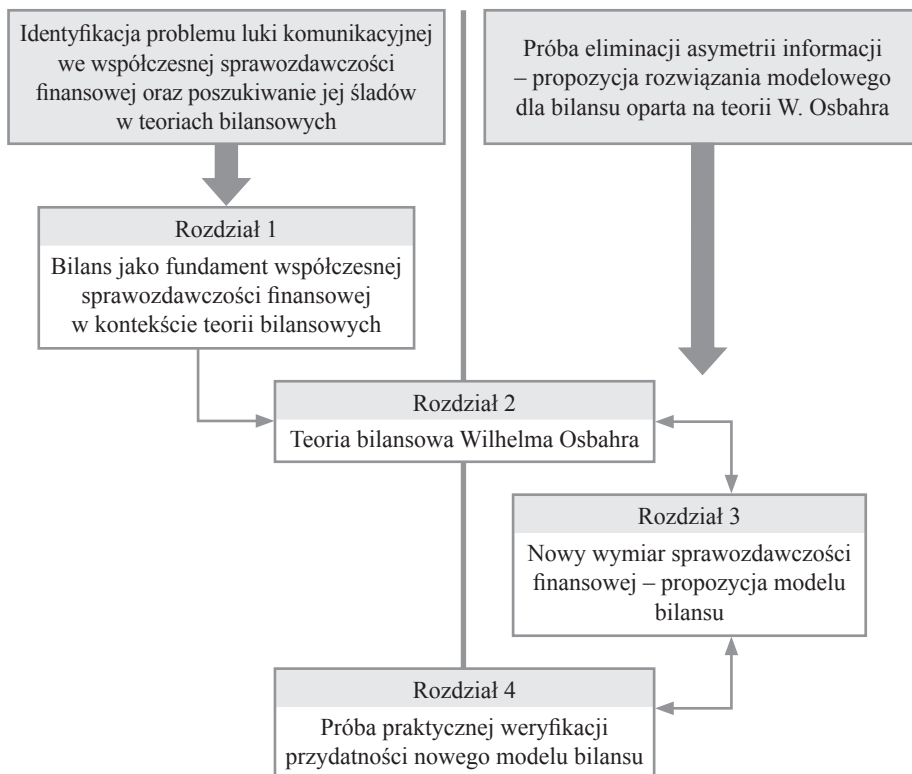 Identyfikacja problemu luki komunikacyjnej
we współczesnej sprawozdawczości
finansowej oraz poszukiwanie jej śladów
w teoriach bilansowych
Próba eliminacji asymetrii informacji
– propozycja rozwiązania modelowego
dla bilansu oparta na teorii W. Osbahra
Rozdział 1
Bilans jako fundament współczesnej
sprawozdawczości finansowej
w kontekście teorii bilansowych
Rozdział 2
Teoria bilansowa Wilhelma Osbahra
Rozdział 3
Nowy wymiar sprawozdawczości
finansowej – propozycja modelu
bilansu
Rozdział 4
Próba praktycznej weryfikacji
przydatności nowego modelu bilansu